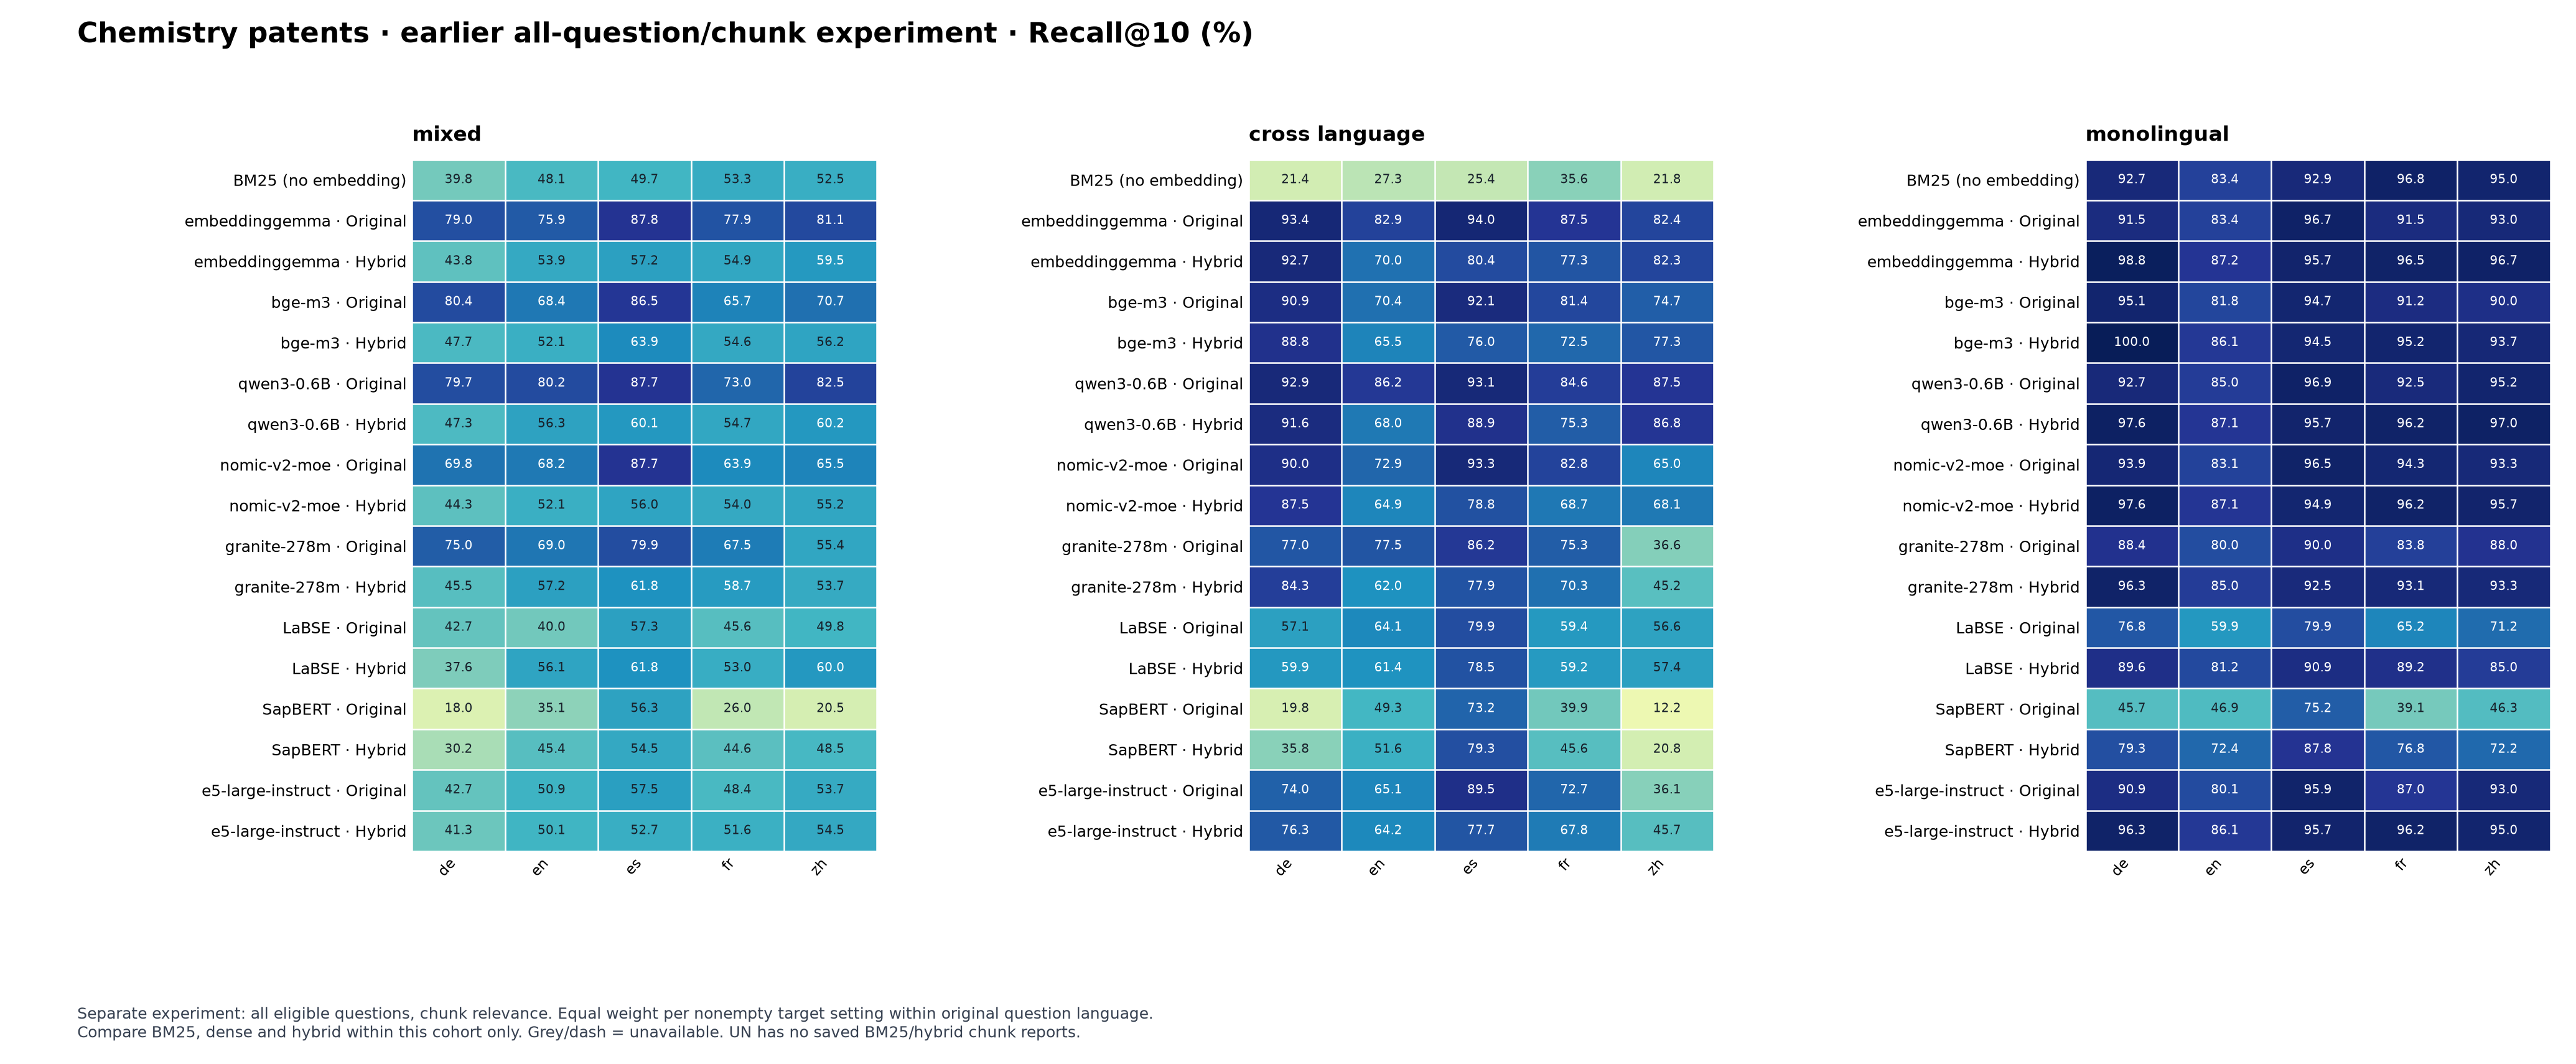 Chemistry patents · earlier all-question/chunk experiment · Recall@10 (%)
mixed
BM25 (no embedding) 39.8 48.1 49.7 53.3 52.5
embeddinggemma · Original 79.0 75.9 87.8 77.9 81.1
embeddinggemma · Hybrid 43.8 53.9 57.2 54.9 59.5
bge-m3 · Original 80.4 68.4 86.5 65.7 70.7
bge-m3 · Hybrid 47.7 52.1 63.9 54.6 56.2
qwen3-0.6B · Original 79.7 80.2 87.7 73.0 82.5
qwen3-0.6B · Hybrid 47.3 56.3 60.1 54.7 60.2
nomic-v2-moe · Original 69.8 68.2 87.7 63.9 65.5
nomic-v2-moe · Hybrid 44.3 52.1 56.0 54.0 55.2
granite-278m · Original 75.0 69.0 79.9 67.5 55.4
granite-278m · Hybrid 45.5 57.2 61.8 58.7 53.7
LaBSE · Original 42.7 40.0 57.3 45.6 49.8
LaBSE · Hybrid 37.6 56.1 61.8 53.0 60.0
SapBERT · Original 18.0 35.1 56.3 26.0 20.5
SapBERT · Hybrid 30.2 45.4 54.5 44.6 48.5
e5-large-instruct · Original 42.7 50.9 57.5 48.4 53.7
e5-large-instruct · Hybrid 41.3 50.1 52.7 51.6 54.5
de en es fr zh
cross language
BM25 (no embedding) 21.4 27.3 25.4 35.6 21.8
embeddinggemma · Original 93.4 82.9 94.0 87.5 82.4
embeddinggemma · Hybrid 92.7 70.0 80.4 77.3 82.3
bge-m3 · Original 90.9 70.4 92.1 81.4 74.7
bge-m3 · Hybrid 88.8 65.5 76.0 72.5 77.3
qwen3-0.6B · Original 92.9 86.2 93.1 84.6 87.5
qwen3-0.6B · Hybrid 91.6 68.0 88.9 75.3 86.8
nomic-v2-moe · Original 90.0 72.9 93.3 82.8 65.0
nomic-v2-moe · Hybrid 87.5 64.9 78.8 68.7 68.1
granite-278m · Original 77.0 77.5 86.2 75.3 36.6
granite-278m · Hybrid 84.3 62.0 77.9 70.3 45.2
LaBSE · Original 57.1 64.1 79.9 59.4 56.6
LaBSE · Hybrid 59.9 61.4 78.5 59.2 57.4
SapBERT · Original 19.8 49.3 73.2 39.9 12.2
SapBERT · Hybrid 35.8 51.6 79.3 45.6 20.8
e5-large-instruct · Original 74.0 65.1 89.5 72.7 36.1
e5-large-instruct · Hybrid 76.3 64.2 77.7 67.8 45.7
de en es fr zh
monolingual
BM25 (no embedding) 92.7 83.4 92.9 96.8 95.0
embeddinggemma · Original 91.5 83.4 96.7 91.5 93.0
embeddinggemma · Hybrid 98.8 87.2 95.7 96.5 96.7
bge-m3 · Original 95.1 81.8 94.7 91.2 90.0
bge-m3 · Hybrid 100.0 86.1 94.5 95.2 93.7
qwen3-0.6B · Original 92.7 85.0 96.9 92.5 95.2
qwen3-0.6B · Hybrid 97.6 87.1 95.7 96.2 97.0
nomic-v2-moe · Original 93.9 83.1 96.5 94.3 93.3
nomic-v2-moe · Hybrid 97.6 87.1 94.9 96.2 95.7
granite-278m · Original 88.4 80.0 90.0 83.8 88.0
granite-278m · Hybrid 96.3 85.0 92.5 93.1 93.3
LaBSE · Original 76.8 59.9 79.9 65.2 71.2
LaBSE · Hybrid 89.6 81.2 90.9 89.2 85.0
SapBERT · Original 45.7 46.9 75.2 39.1 46.3
SapBERT · Hybrid 79.3 72.4 87.8 76.8 72.2
e5-large-instruct · Original 90.9 80.1 95.9 87.0 93.0
e5-large-instruct · Hybrid 96.3 86.1 95.7 96.2 95.0
de en es fr zh
Separate experiment: all eligible questions, chunk relevance. Equal weight per nonempty target setting within original question language.
Compare BM25, dense and hybrid within this cohort only. Grey/dash = unavailable. UN has no saved BM25/hybrid chunk reports.